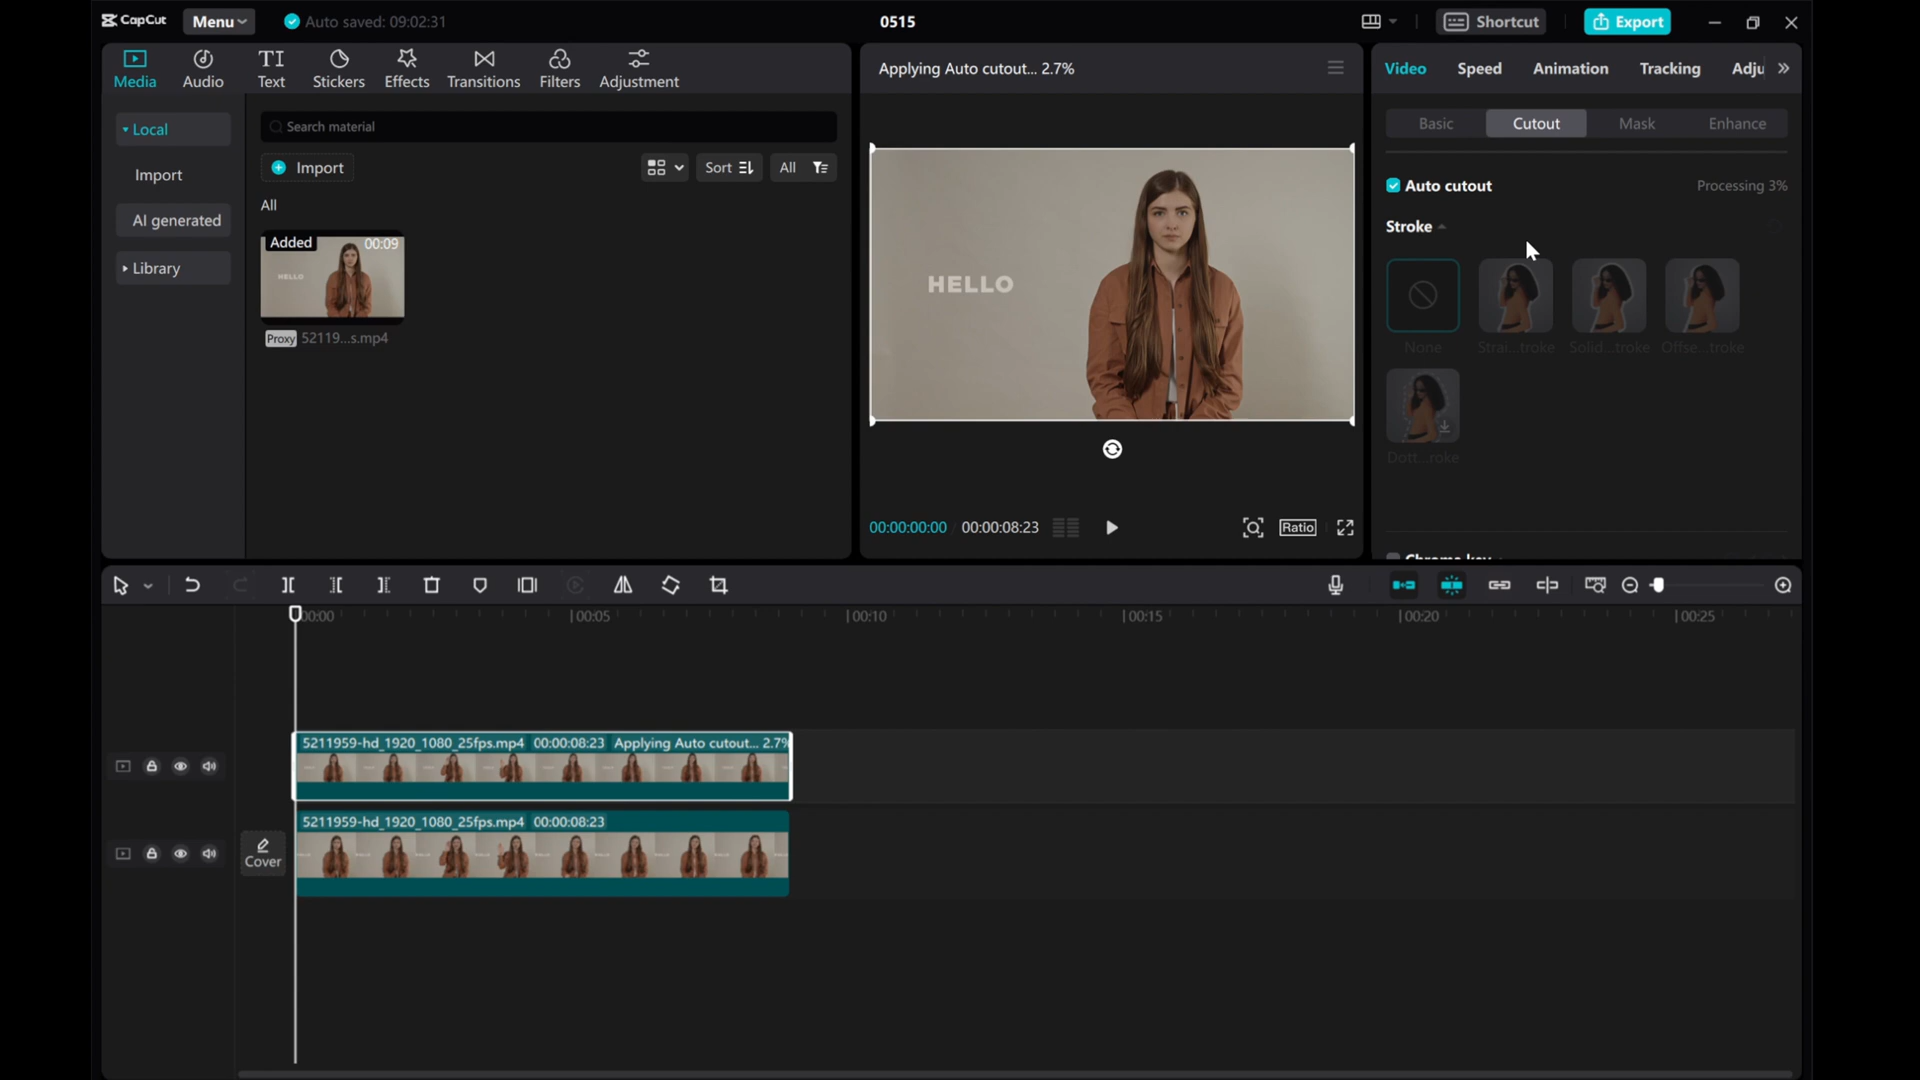 CapCut
Menu
Auto saved: 09:02:31
0515
Shortcut
Export
Media
Audio
Text
Stickers
Effects
Transitions
Filters
Adjustment
Local
Import
AI generated
Library
Search material
Import
Sort
All
All
Added
00:09
HELLO
Proxy
52119...s.mp4
Applying Auto cutout... 2.7%
HELLO
00:00:00:00
00:00:08:23
Ratio
Video
Speed
Animation
Tracking
Adju
Basic
Cutout
Mask
Enhance
Auto cutout
Processing 3%
Stroke
None
Strai...troke
Solid ...troke
Offse...troke
Dott...roke
Chroma key
00:00
00:05
00:10
00:15
00:20
00:25
5211959-hd_1920_1080_25fps.mp4 00:00:08:23 Applying Auto cutout... 2.7%
Cover
5211959-hd_1920_1080_25fps.mp4 00:00:08:23